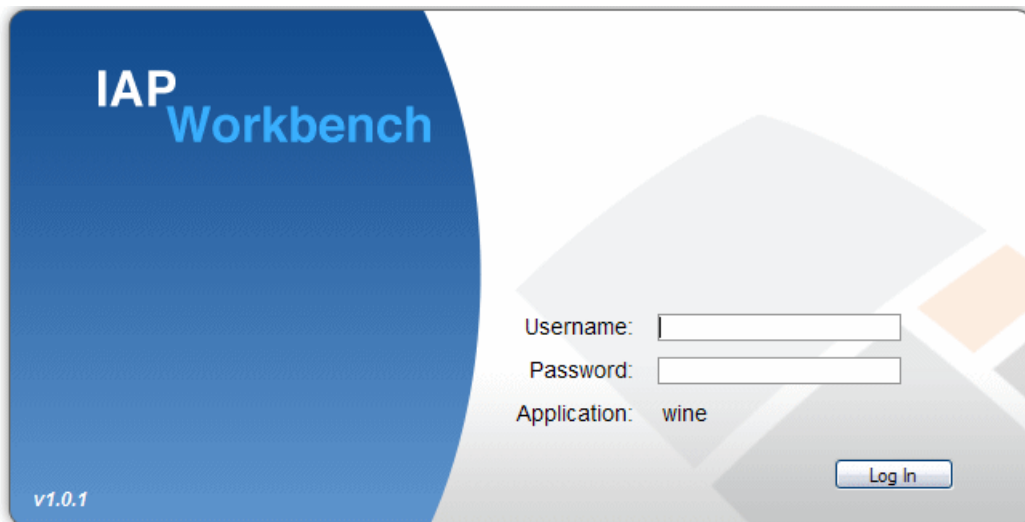 IAP
Workbench
Username:
Password:
Application: wine
Log In
v1.0.1